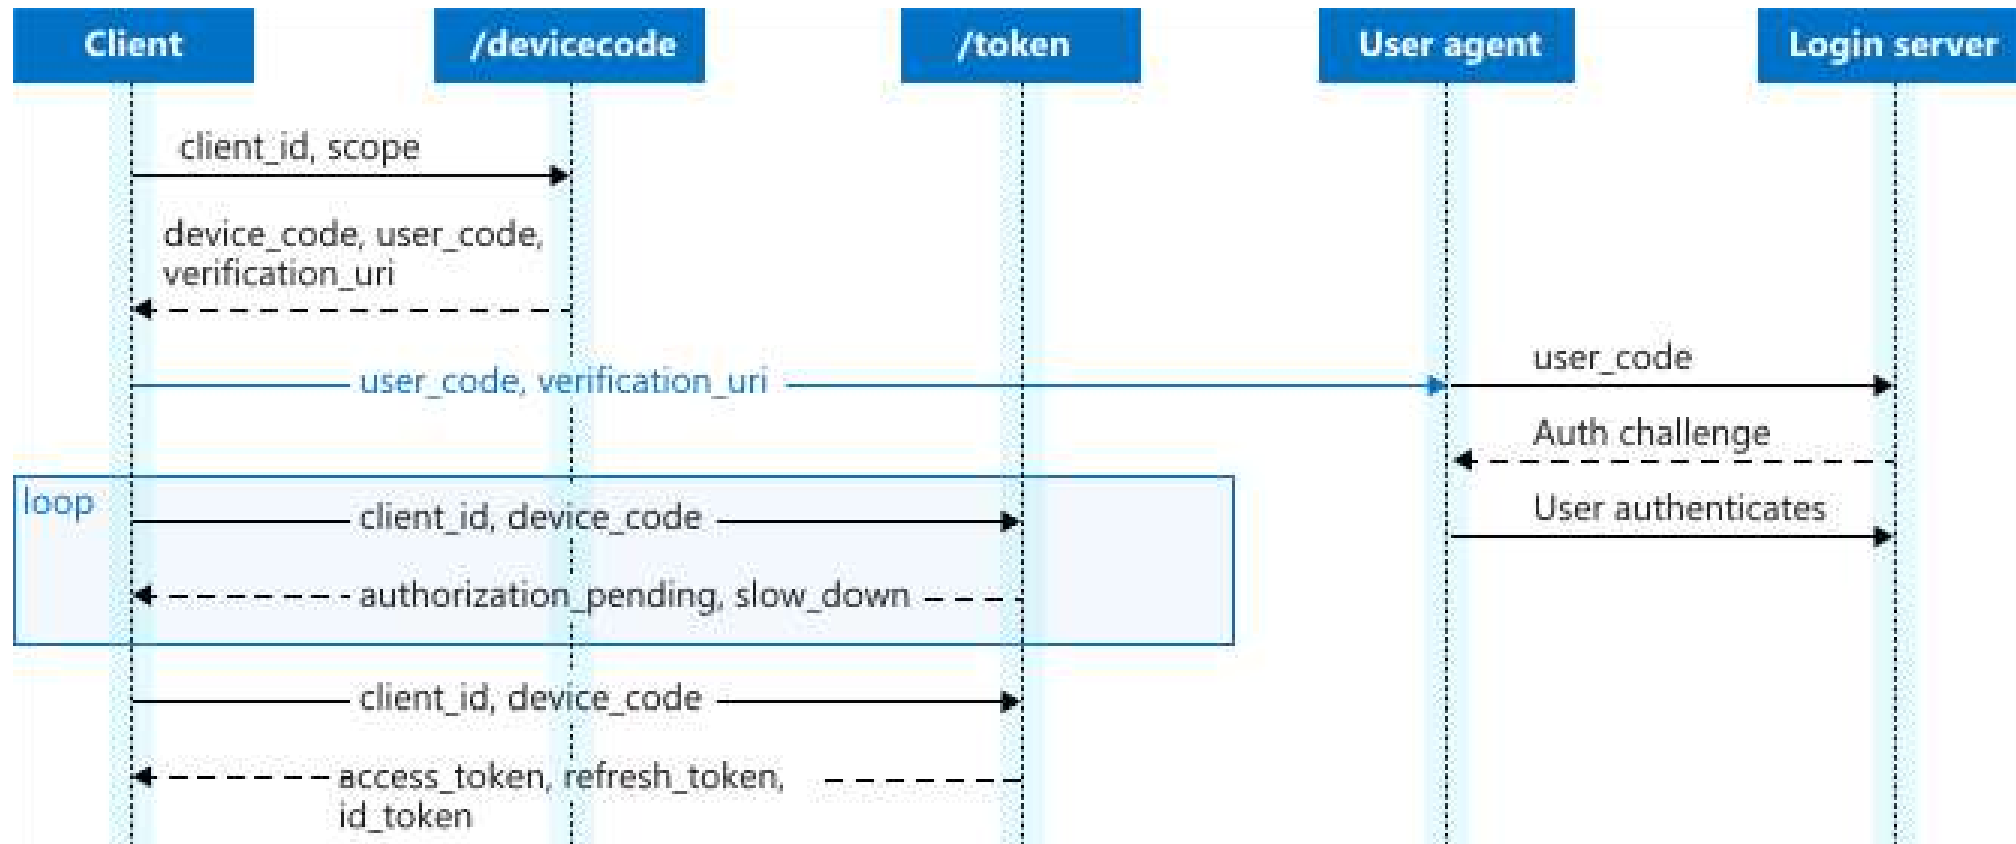 Client
/devicecode
/token
User agent
Login server
client_id, scope
device_code, user_code,
verification_uri
user_code, verification_uri
user_code
Auth challenge
loop
client_id, device_code
User authenticates
authorization_pending, slow_down
client_id, device_code
access_token, refresh_token,
id_token